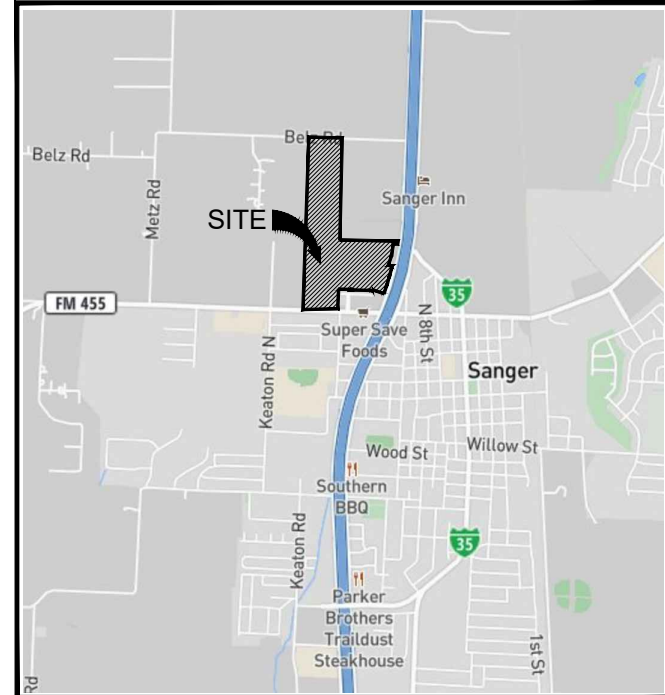 Belz Rd
Belz Rd
Metz Rd
Sanger Inn
SITE
FM 455
35
Super Save
Foods
N 8th St
Sanger
Keaton Rd N
Wood St
Willow St
Southern
BBQ
Keaton Rd
35
Parker
Brothers
Traildust
Steakhouse
1st St
Rd